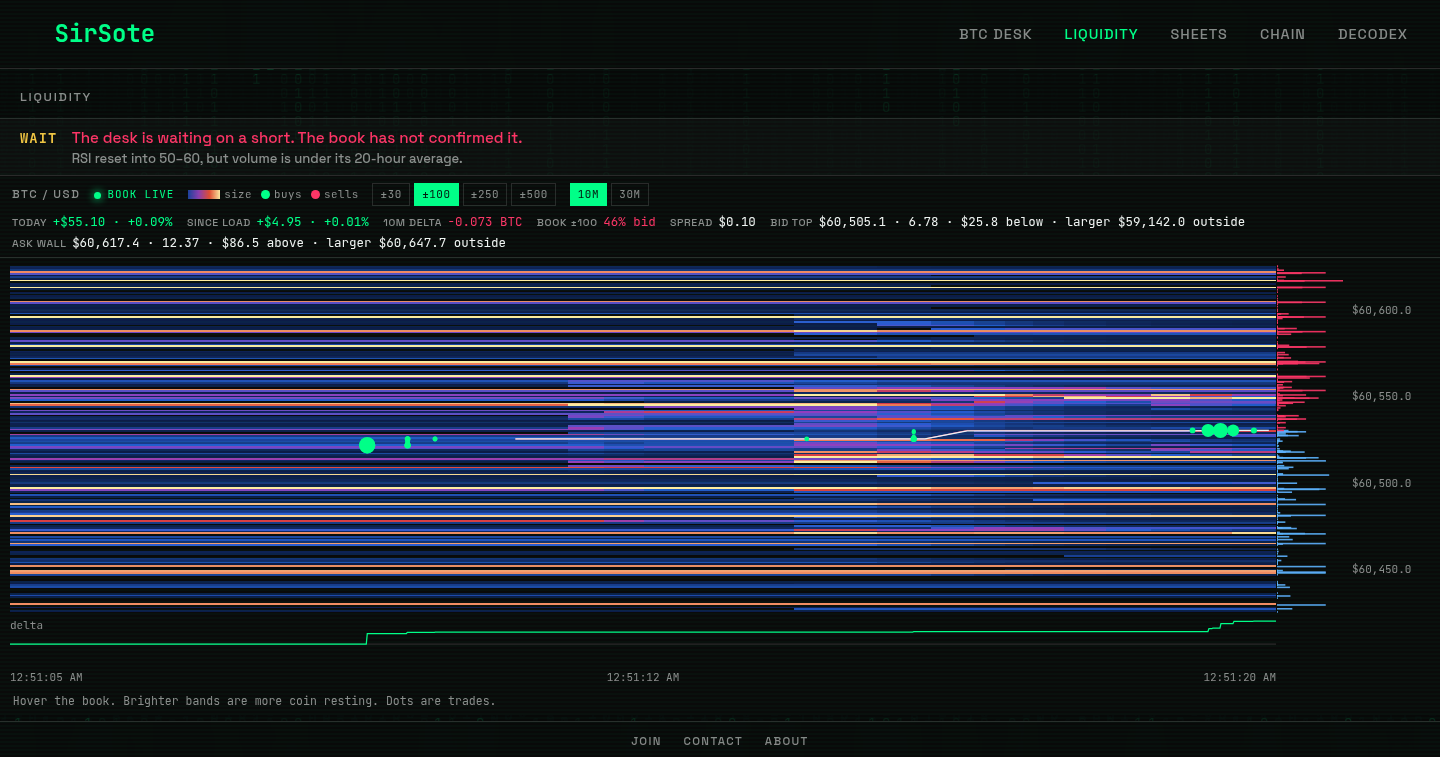 SirSote
BTC DESK LIQUIDITY SHEETS CHAIN DECODEX
LIQUIDITY
WAIT The desk is waiting on a short. The book has not confirmed it.
RSI reset into 50–60, but volume is under its 20-hour average.
BTC / USD BOOK LIVE size buys sells ±30 ±100 ±250 ±500 10M 30M
TODAY +$55.10 · +0.09% SINCE LOAD +$4.95 · +0.01% 10M DELTA -0.073 BTC BOOK ±100 46% bid SPREAD $0.10 BID TOP $60,505.1 · 6.78 · $25.8 below · larger $59,142.0 outside
ASK WALL $60,617.4 · 12.37 · $86.5 above · larger $60,647.7 outside
$60,600.0
$60,550.0
$60,500.0
$60,450.0
delta
12:51:05 AM 12:51:12 AM 12:51:20 AM
Hover the book. Brighter bands are more coin resting. Dots are trades.
JOIN CONTACT ABOUT